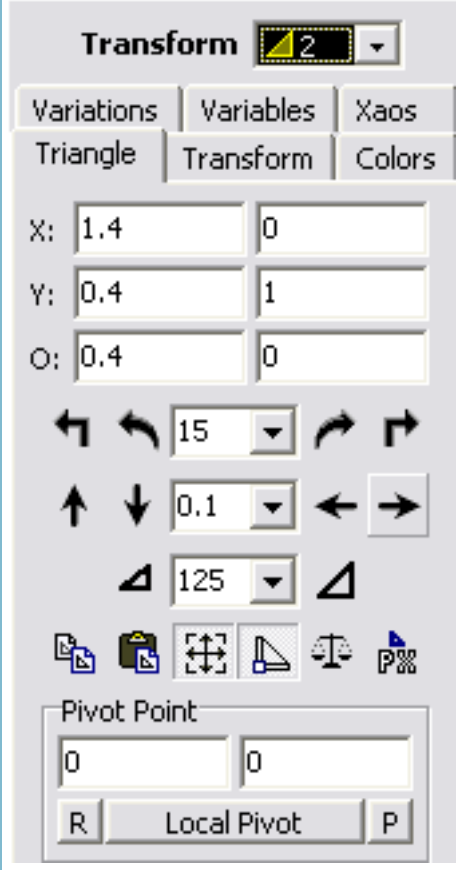 Transform 2
Variations Variables Xaos
Triangle Transform Colors
X: 1.4 0
Y: 0.4 1
O: 0.4 0
15
0.1
125
P%
Pivot Point
0 0
R Local Pivot P